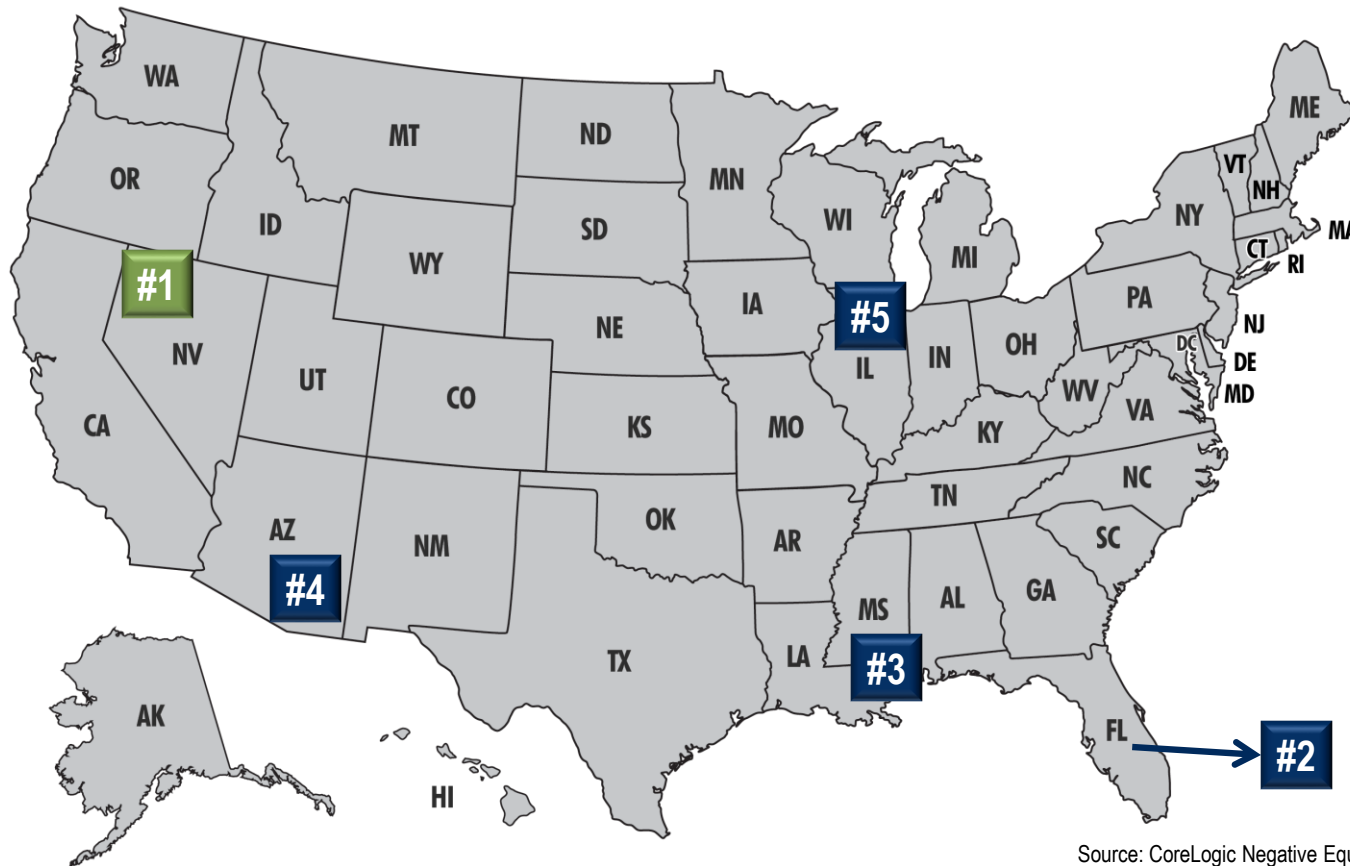 WA
MT
ND
MN
OR
ID
WY
SD
WI
MI
NY
VT
NH
ME
MA
CT
RI
#1
NV
UT
CO
NE
IA
#5
IL
IN
OH
PA
NJ
DC
DE
MD
WV
VA
CA
KS
MO
KY
NC
TN
AZ
NM
OK
AR
SC
#4
TX
LA
MS
AL
GA
#3
FL
#2
AK
HI
Source: CoreLogic Negative Equ